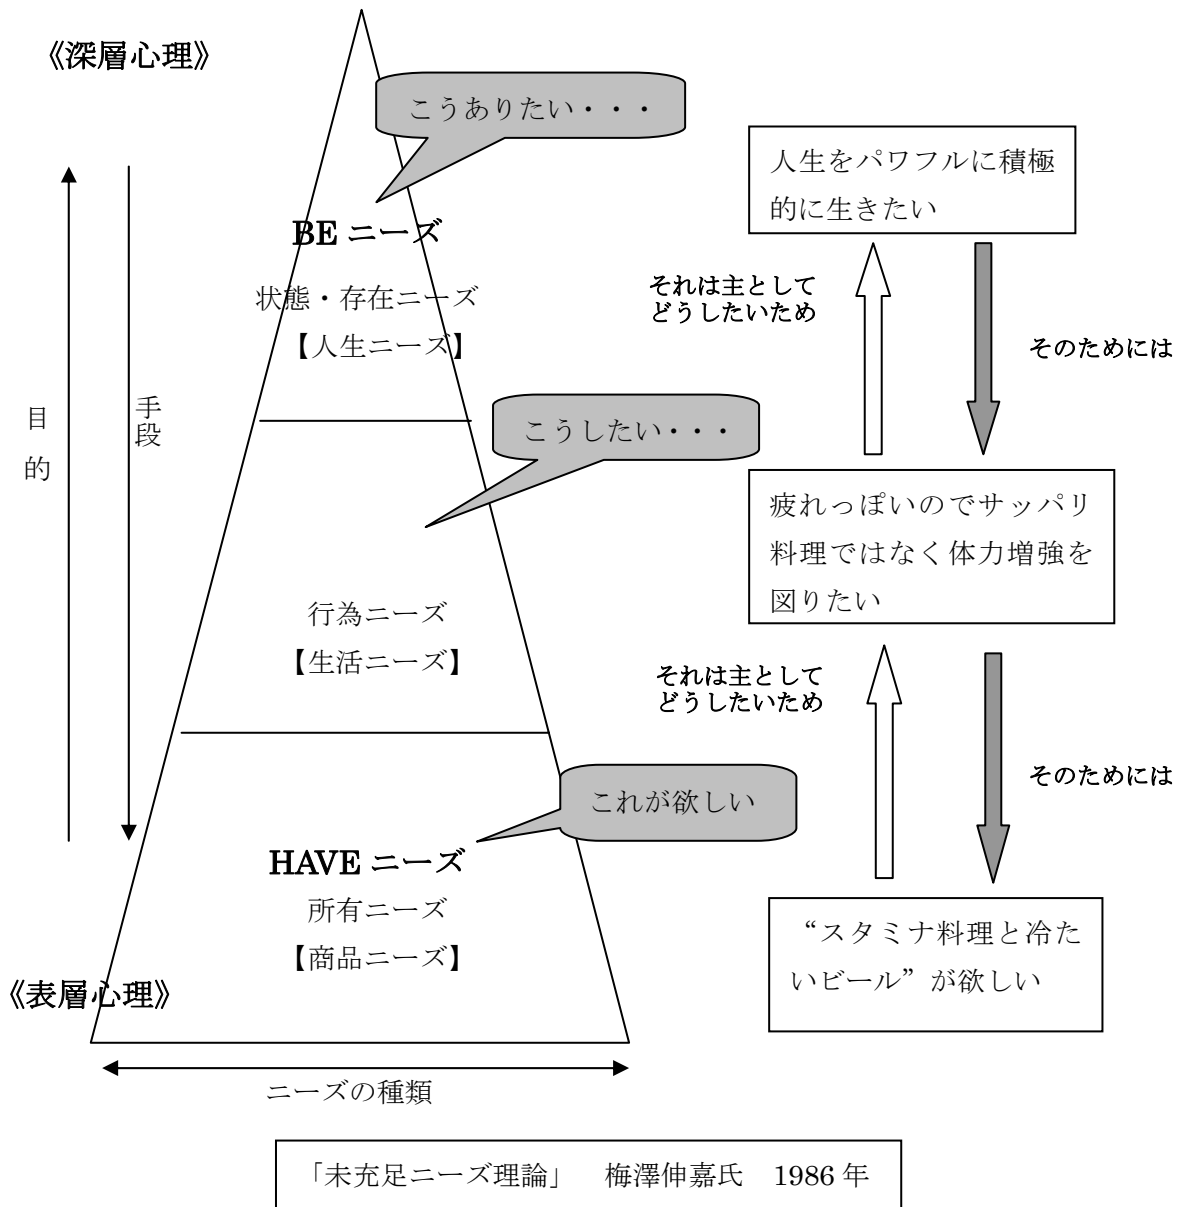 《深層心理》
こうありたい・・・
人生をパワフルに積極
的に生きたい
BE ニーズ
状態・存在ニーズ
【人生ニーズ】
それは主として
どうしたいため
そのためには
目的
手段
こうしたい・・・
疲れっぽいのでサッパリ
料理ではなく体力増強を
図りたい
行為ニーズ
【生活ニーズ】
それは主として
どうしたいため
そのためには
これが欲しい
HAVE ニーズ
所有ニーズ
【商品ニーズ】
“スタミナ料理と冷た
いビール”が欲しい
《表層心理》
ニーズの種類
「未充足ニーズ理論」　梅澤伸嘉氏　1986 年